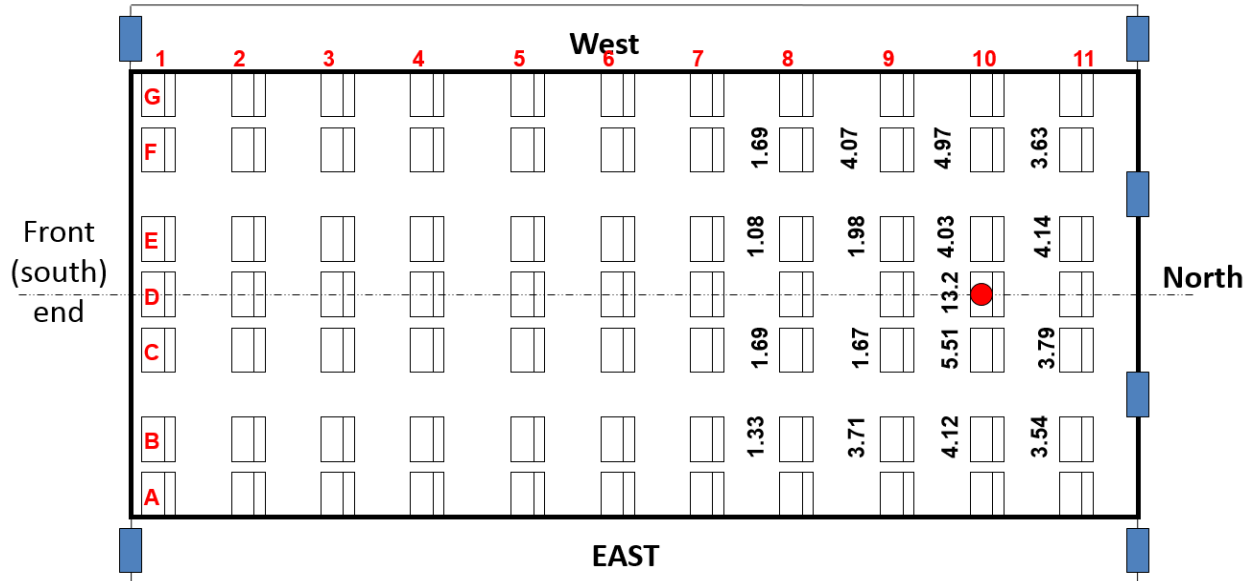 West
1 2 3 4 5 6 7 8 9 10 11
G
F 1.69 4.07 4.97 3.63
E 1.08 1.98 4.03 4.14
Front
(south)
end
D 13.2
North
C 1.69 1.67 5.51 3.79
B 1.33 3.71 4.12 3.54
A
EAST